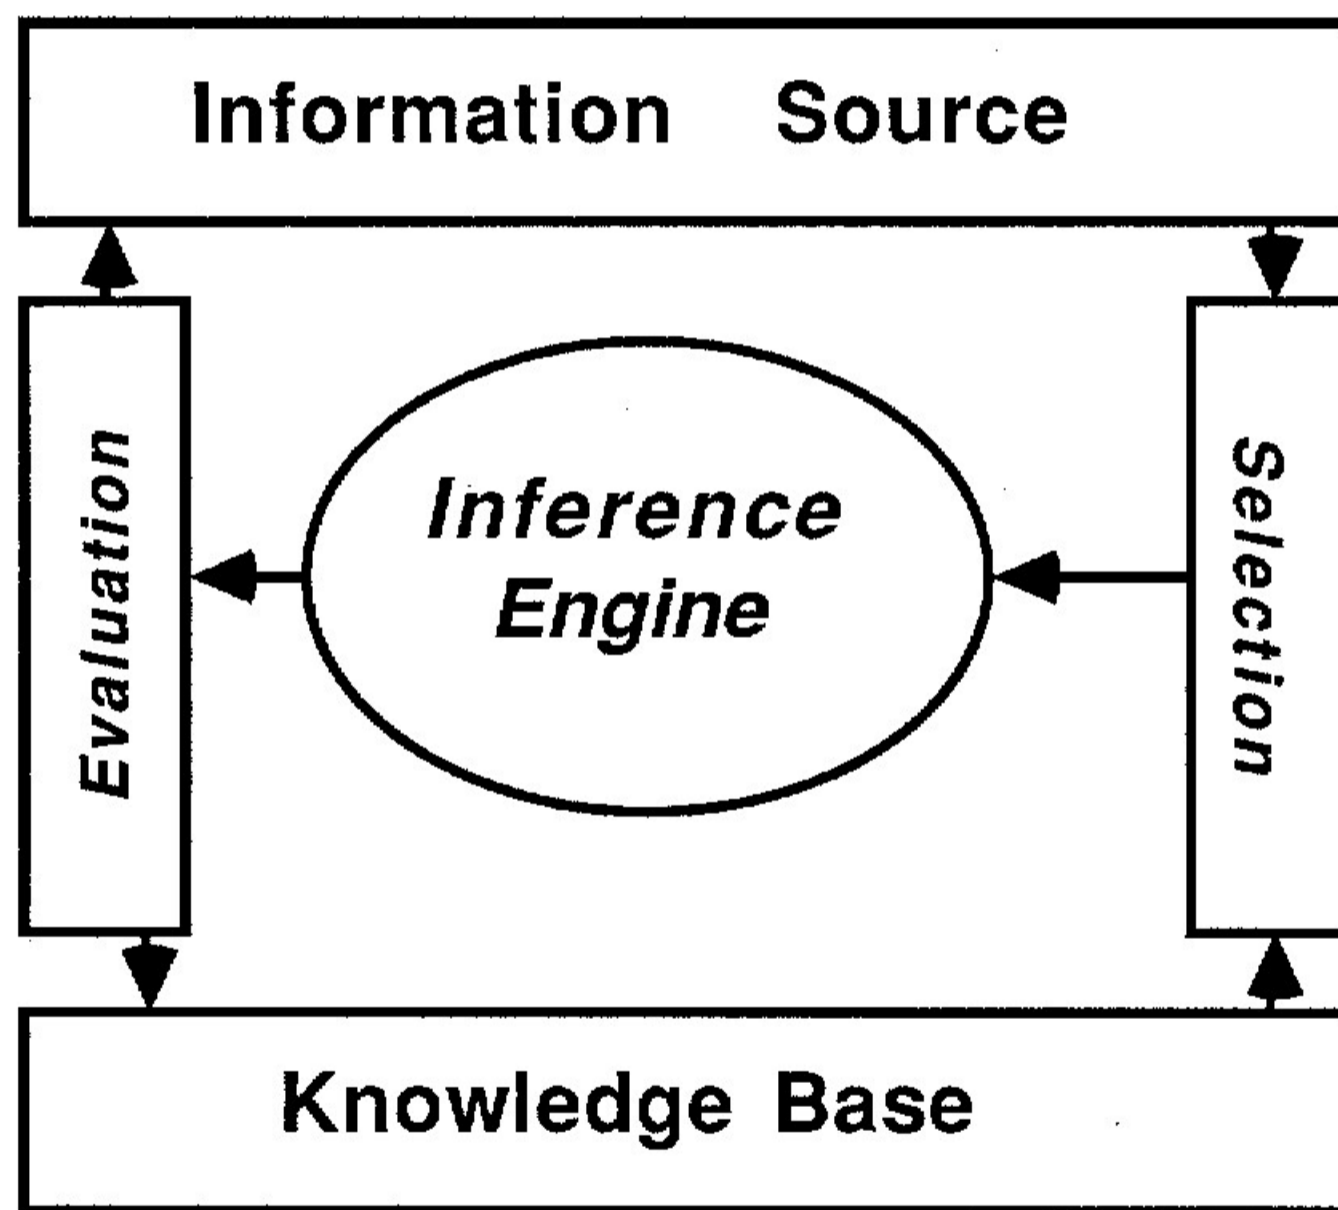 Information Source
Evaluation
Inference
Engine
Selection
Knowledge Base